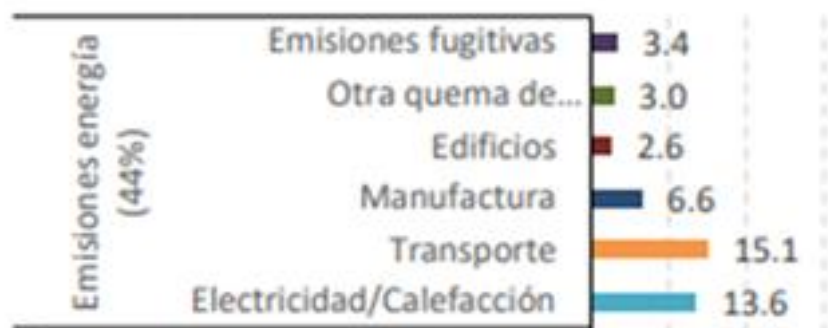 Emisiones energía
(44%)
Emisiones fugitivas 3.4
Otra quema de... 3.0
Edificios 2.6
Manufactura 6.6
Transporte 15.1
Electricidad/Calefacción 13.6